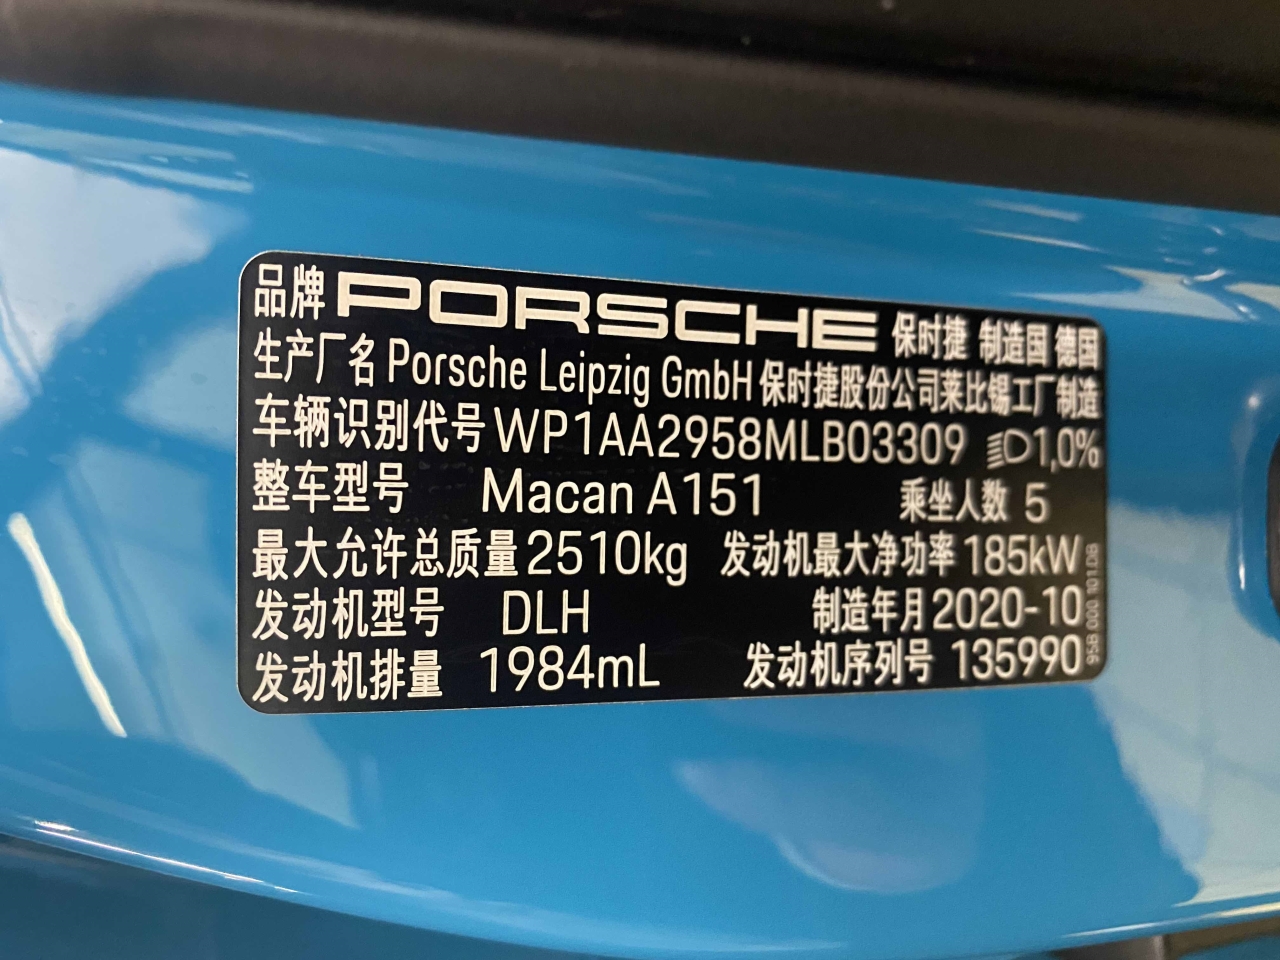 品牌 PORSCHE 保时捷 制造国 德国
生产厂名 Porsche Leipzig GmbH 保时捷股份公司莱比锡工厂制造
车辆识别代号 WP1AA2958MLB03309 1,0%
整车型号 Macan A151 乘坐人数 5
最大允许总质量 2510kg 发动机最大净功率 185kW
发动机型号 DLH 制造年月 2020-10
发动机排量 1984mL 发动机序列号 135990
95B 000 101 DB